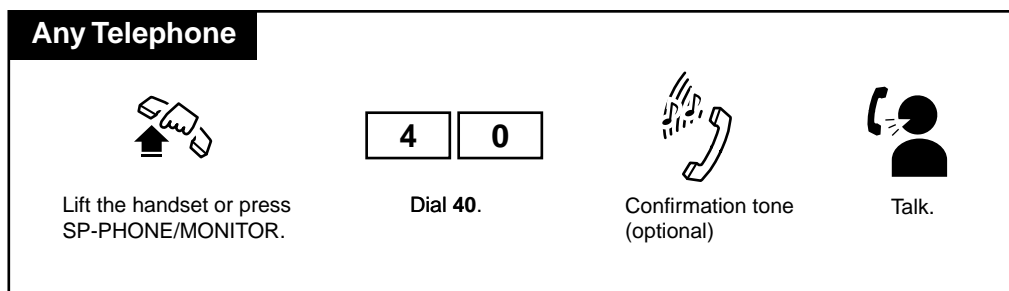 Any Telephone
4 0
Lift the handset or press
SP-PHONE/MONITOR.
Dial 40.
Confirmation tone
(optional)
Talk.